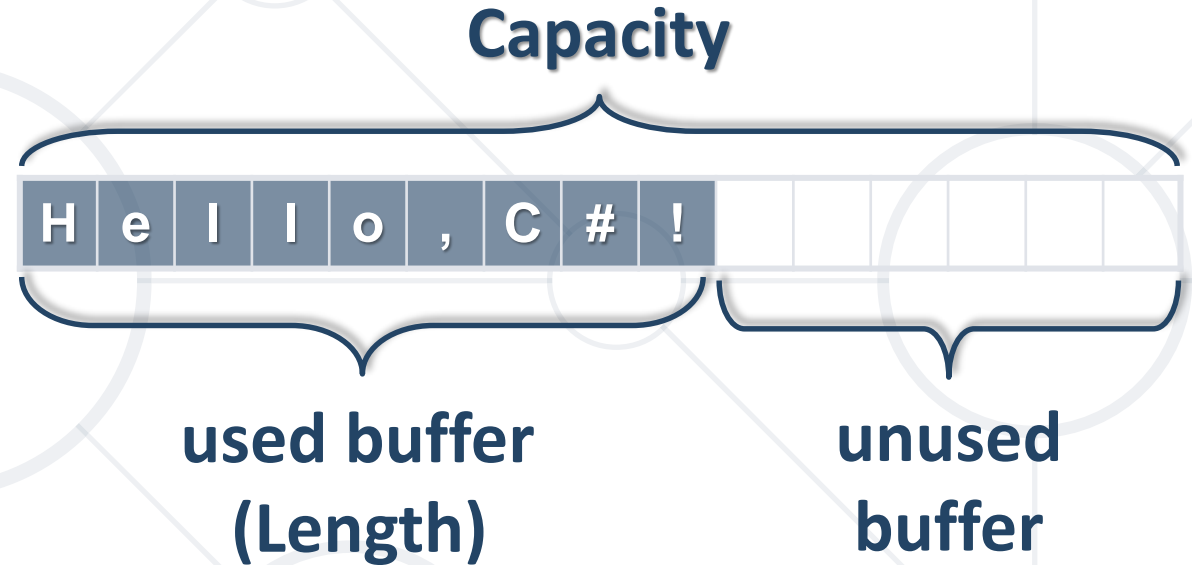 Capacity
H e l l o , C # !
used buffer
(Length)
unused
buffer